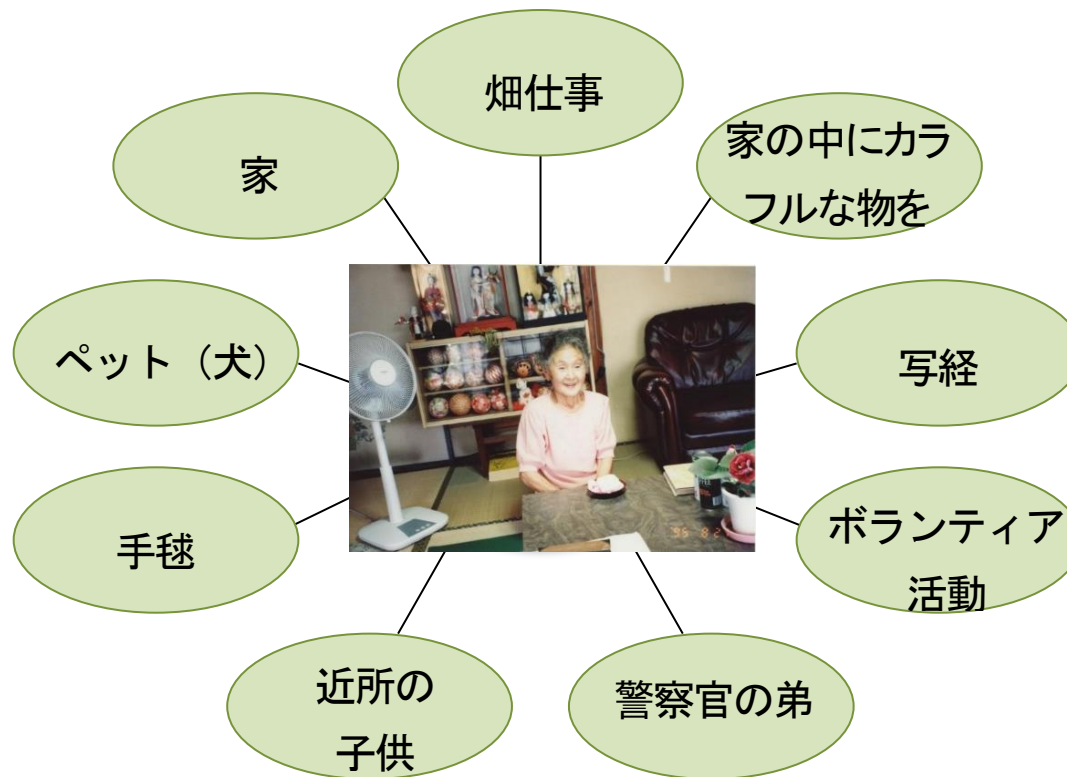 畑仕事
家の中にカラ
フルな物を
家
ペット（犬）
写経
手毬
ボランティア
活動
近所の
子供
警察官の弟